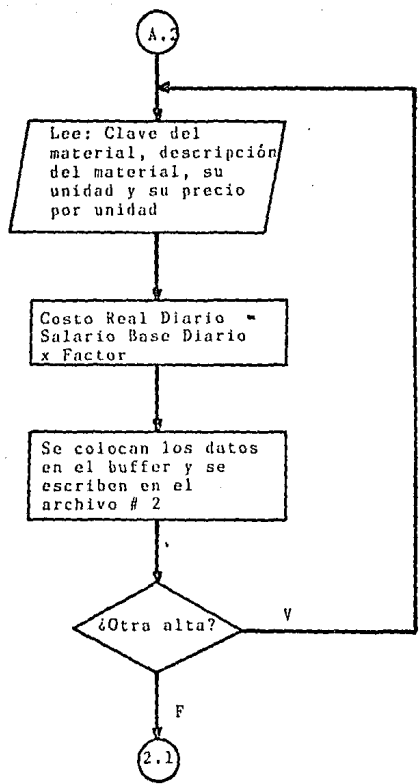 Lee: Clave del
material, descripción
del material, su
unidad y su precio
por unidad
Costo Real Diario =
Salario Base Diario
x Factor
Se colocan los datos
en el buffer y se
escriben en el
archivo # 2
¿Otra alta?
V
F
2.1